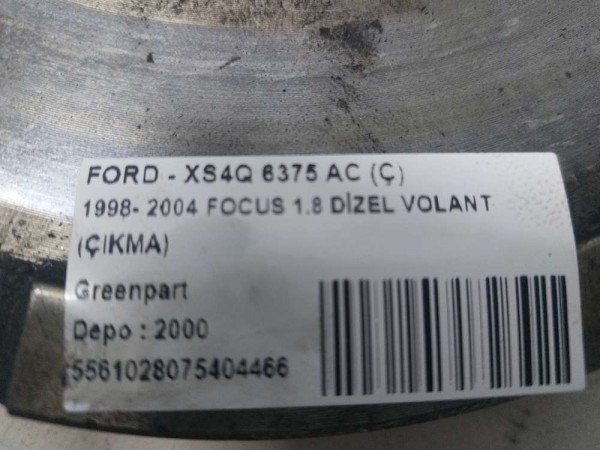 FORD - XS4Q 6375 AC (Ç)
1998- 2004 FOCUS 1.8 DİZEL VOLANT
(ÇIKMA)
Greenpart
Depo : 2000
5561028075404466